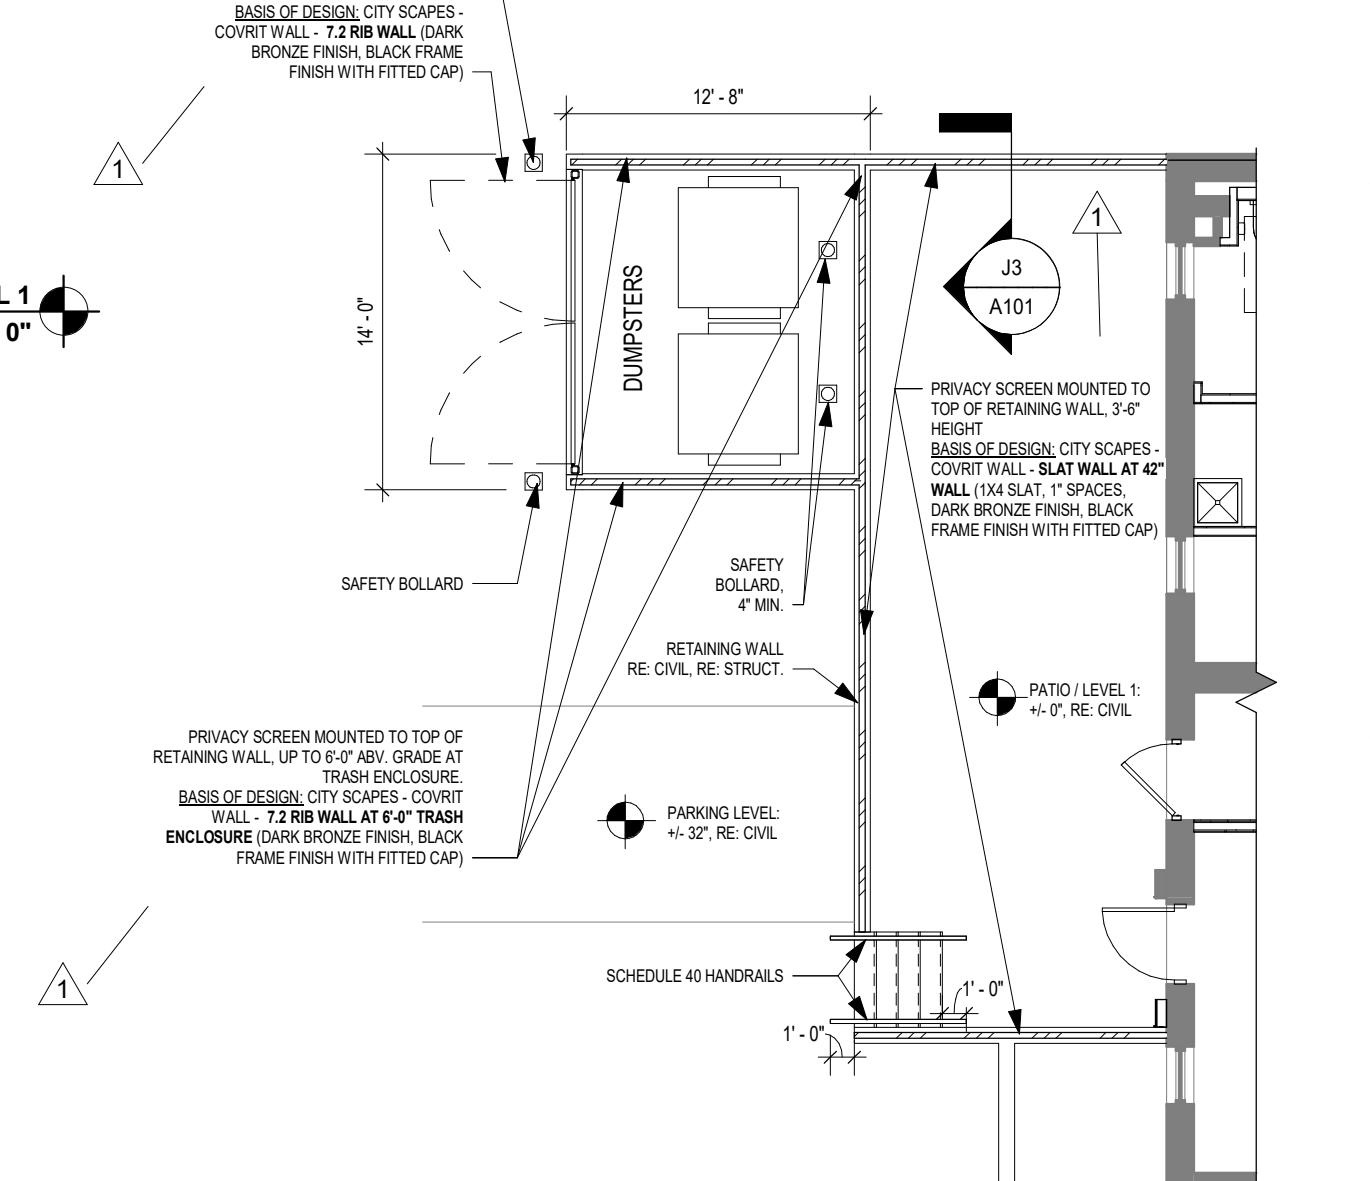 BASIS OF DESIGN: CITY SCAPES -
COVRIT WALL - 7.2 RIB WALL (DARK
BRONZE FINISH, BLACK FRAME
FINISH WITH FITTED CAP)
12' - 8"
1
1
J3
A101
L 1
0"
14' - 0"
DUMPSTERS
PRIVACY SCREEN MOUNTED TO
TOP OF RETAINING WALL, 3'-6"
HEIGHT
BASIS OF DESIGN: CITY SCAPES -
COVRIT WALL - SLAT WALL AT 42"
WALL (1X4 SLAT, 1" SPACES,
DARK BRONZE FINISH, BLACK
FRAME FINISH WITH FITTED CAP)
SAFETY BOLLARD
SAFETY
BOLLARD,
4" MIN.
RETAINING WALL
RE: CIVIL, RE: STRUCT.
PATIO / LEVEL 1:
+/- 0", RE: CIVIL
PRIVACY SCREEN MOUNTED TO TOP OF
RETAINING WALL, UP TO 6'-0" ABV. GRADE AT
TRASH ENCLOSURE.
BASIS OF DESIGN: CITY SCAPES - COVRIT
WALL - 7.2 RIB WALL AT 6'-0" TRASH
ENCLOSURE (DARK BRONZE FINISH, BLACK
FRAME FINISH WITH FITTED CAP)
PARKING LEVEL:
+/- 32", RE: CIVIL
SCHEDULE 40 HANDRAILS
1' - 0"
1' - 0"
1